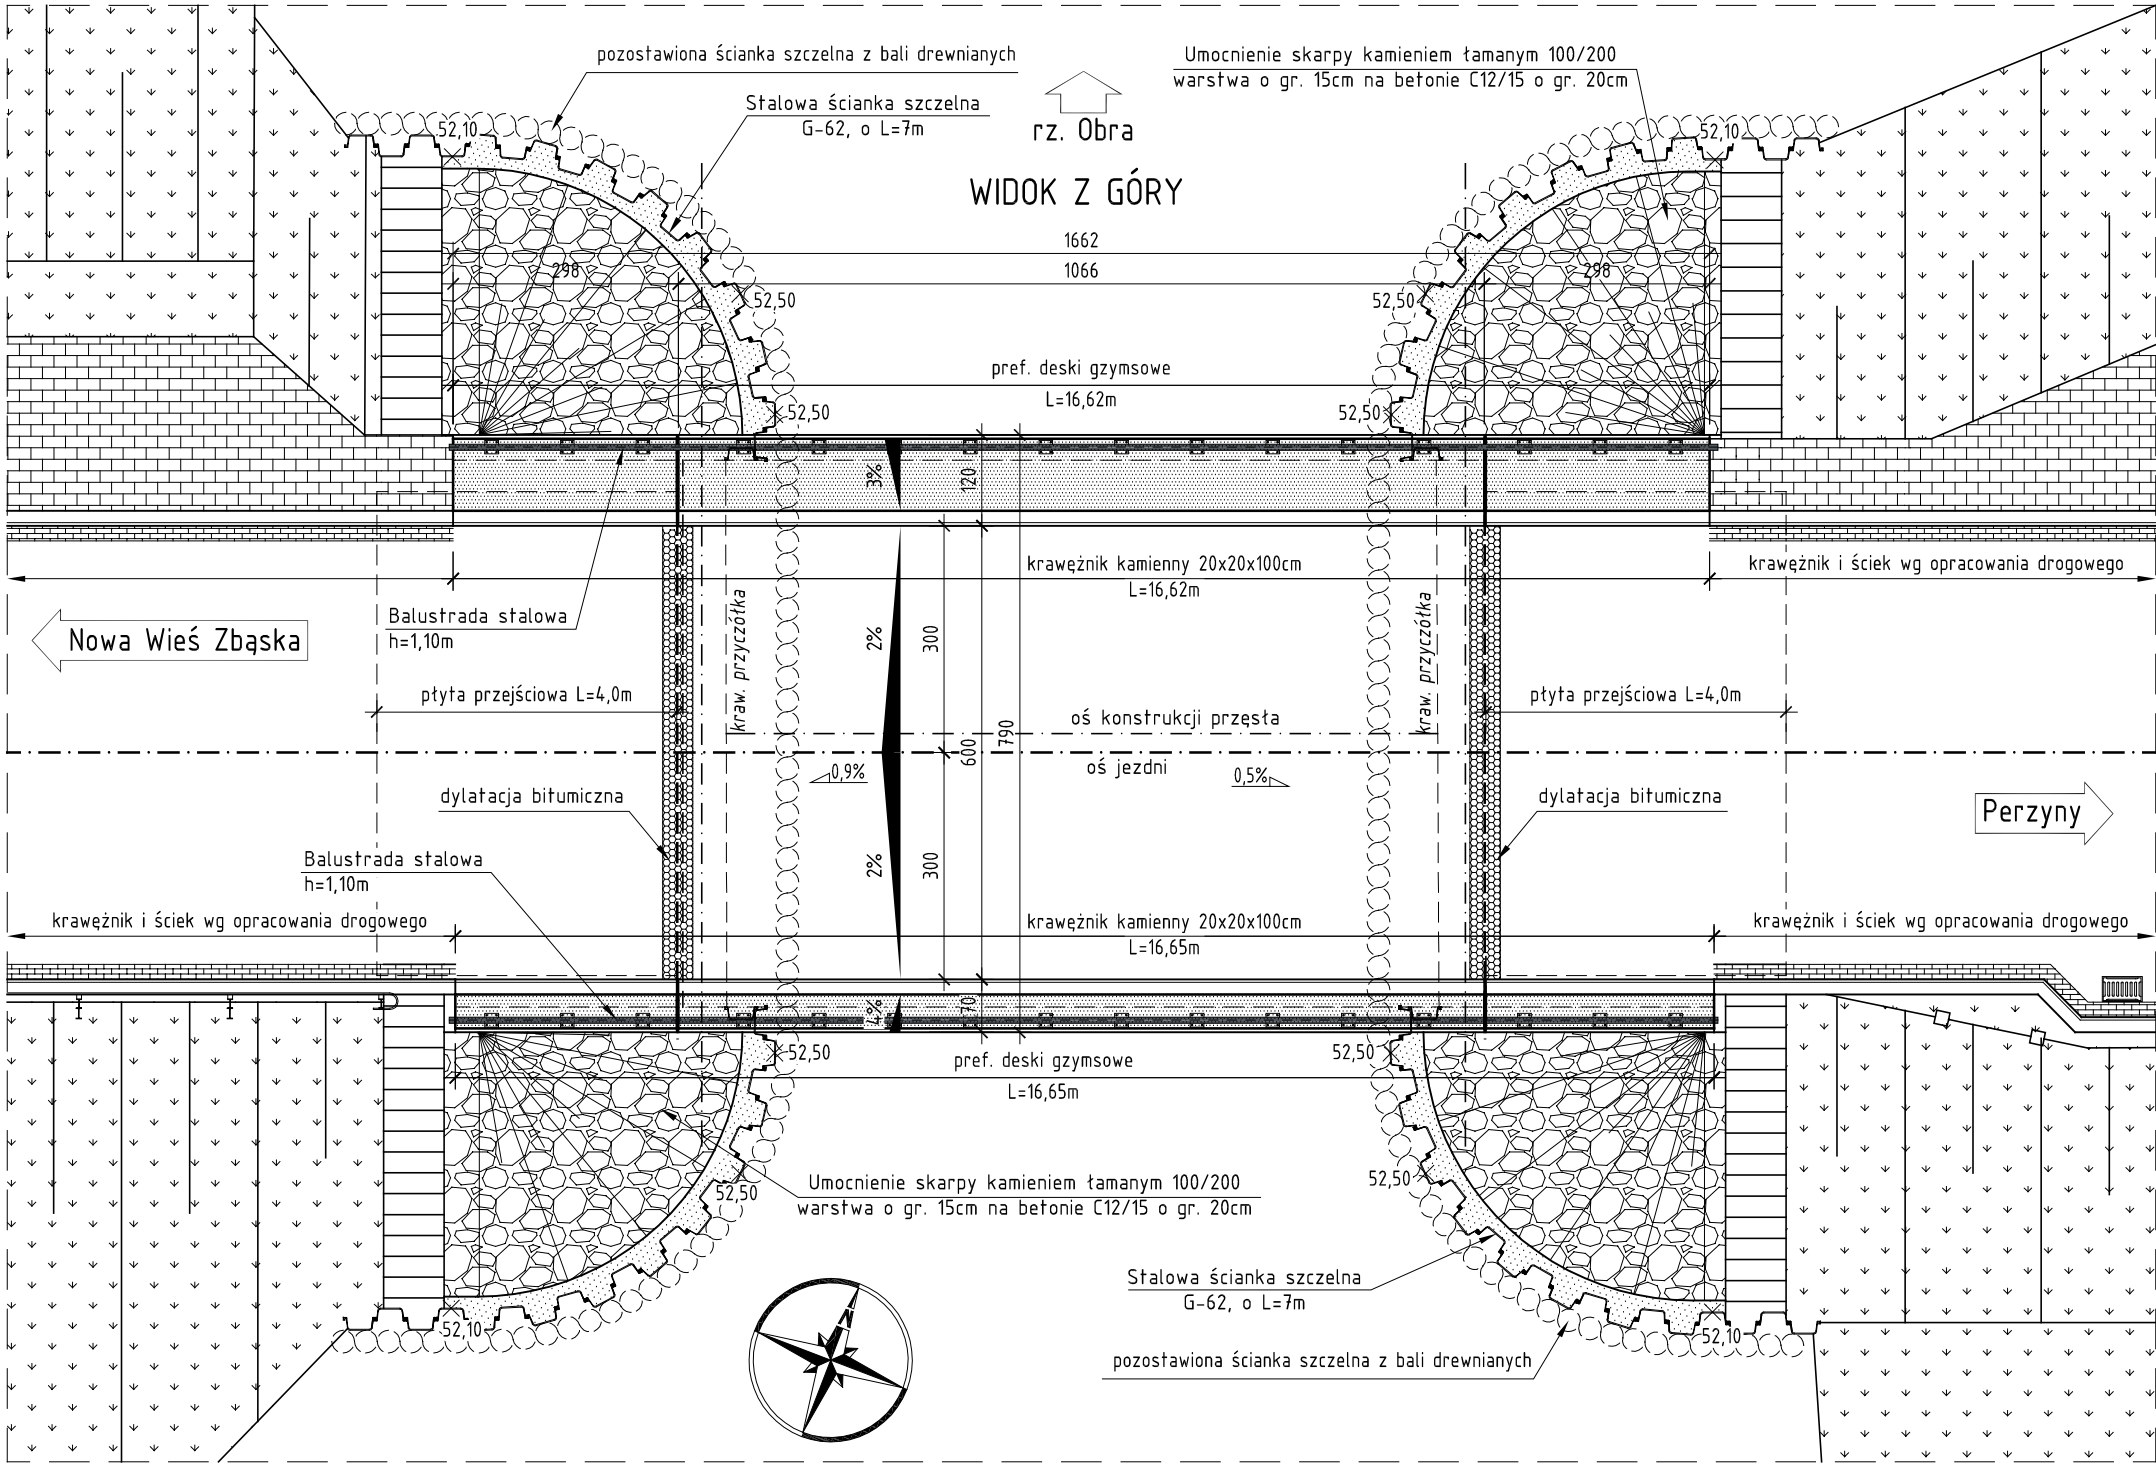 pozostawiona ścianka szczelna z bali drewnianych
Stalowa ścianka szczelna
G-62, o L=7m
rz. Obra
Umocnienie skarpy kamieniem łamanym 100/200
warstwa o gr. 15cm na betonie C12/15 o gr. 20cm
52,10
52,10
WIDOK Z GÓRY
1662
298
1066
298
52,50
52,50
pref. deski gzymsowe
L=16,62m
52,50
52,50
3%
120
krawężnik kamienny 20x20x100cm
L=16,62m
krawężnik i ściek wg opracowania drogowego
Balustrada stalowa
h=1,10m
Nowa Wieś Zbąska
kraw. przyczółka
2%
300
kraw. przyczółka
płyta przejściowa L=4,0m
płyta przejściowa L=4,0m
oś konstrukcji przęsła
790
600
oś jezdni
0,9%
0,5%
dylatacja bitumiczna
dylatacja bitumiczna
Perzyny
Balustrada stalowa
h=1,10m
2%
300
krawężnik i ściek wg opracowania drogowego
krawężnik kamienny 20x20x100cm
L=16,65m
krawężnik i ściek wg opracowania drogowego
4%
70
52,50
pref. deski gzymsowe
L=16,65m
52,50
52,50
Umocnienie skarpy kamieniem łamanym 100/200
warstwa o gr. 15cm na betonie C12/15 o gr. 20cm
52,50
Stalowa ścianka szczelna
G-62, o L=7m
52,10
N
52,10
pozostawiona ścianka szczelna z bali drewnianych